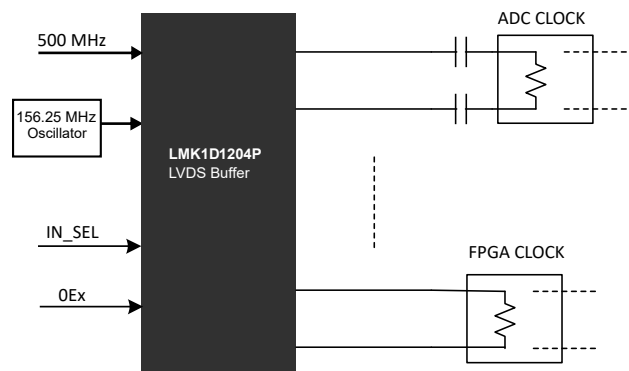 ADC CLOCK
500 MHz
156.25 MHz
Oscillator
LMK1D1204P
LVDS Buffer
IN_SEL
FPGA CLOCK
0Ex